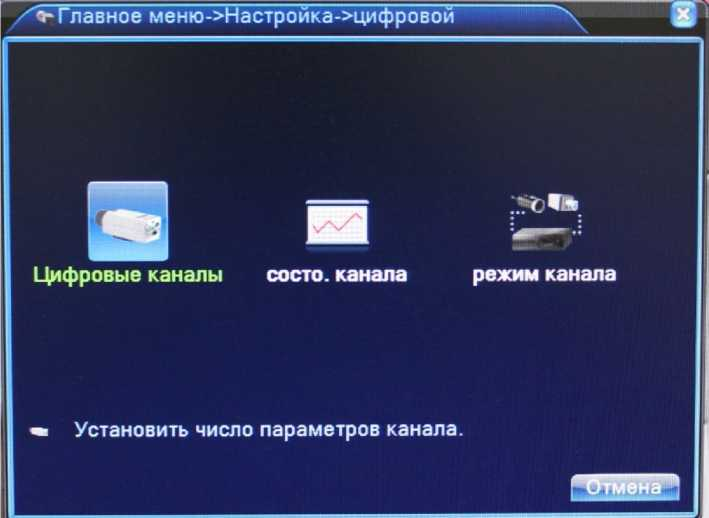 Главное меню->Настройка->цифровой
Цифровые каналы
состо. канала
режим канала
Установить число параметров канала.
Отмена